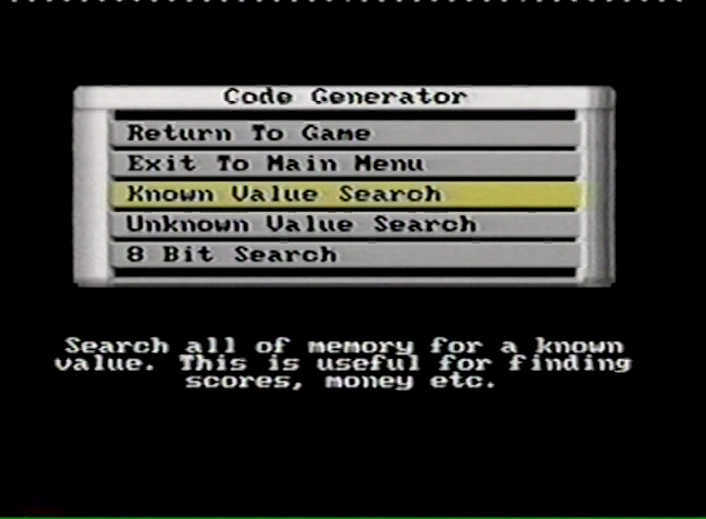 Code Generator
Return To Game
Exit To Main Menu
Known Value Search
Unknown Value Search
8 Bit Search
Search all of memory for a known
value. This is useful for finding
scores, money etc.